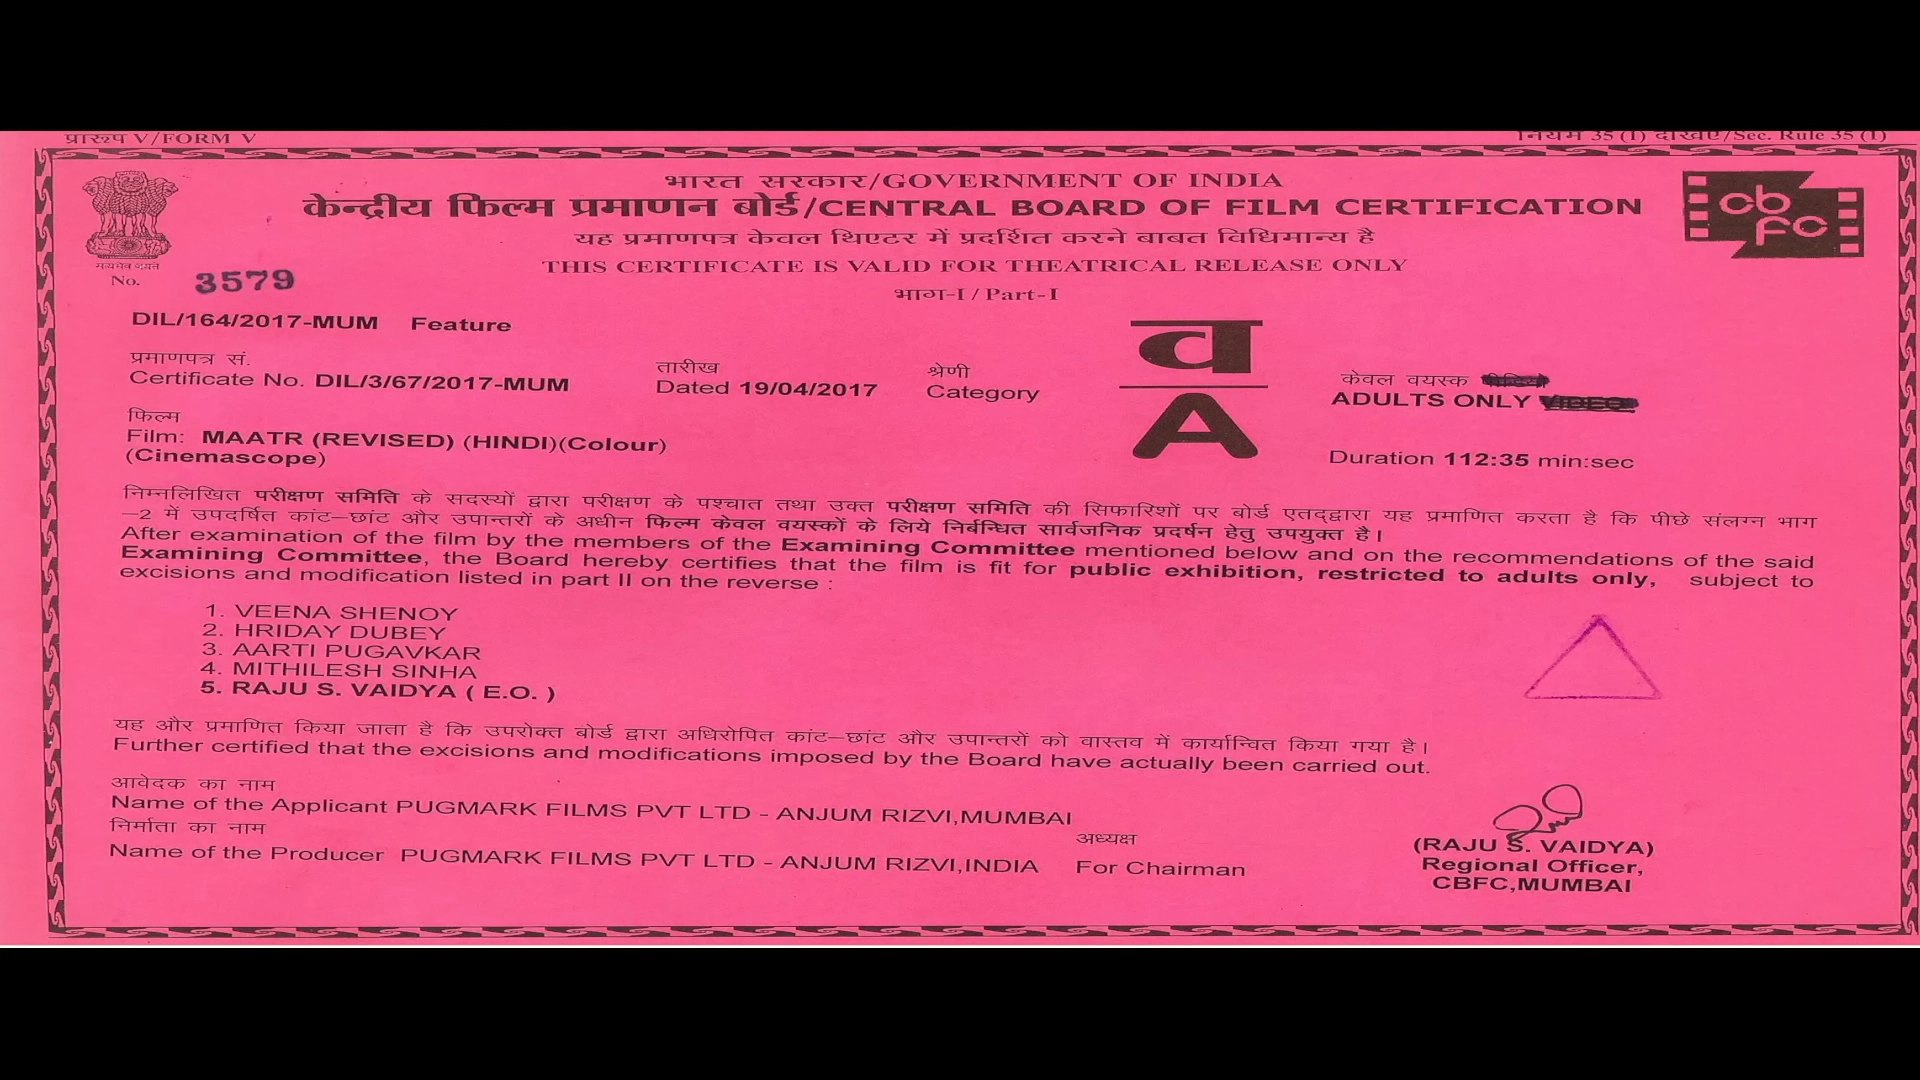 प्रारूप V/FORM V
नियम 35 (1) देखिए/Sec. Rule 35 (1)
भारत सरकार/GOVERNMENT OF INDIA
केन्द्रीय फिल्म प्रमाणन बोर्ड/CENTRAL BOARD OF FILM CERTIFICATION
cb
fc
यह प्रमाणपत्र केवल थिएटर में प्रदर्शित करने बाबत विधिमान्य है
THIS CERTIFICATE IS VALID FOR THEATRICAL RELEASE ONLY
सत्यमेव जयते
No. 3579
भाग-I / Part-I
DIL/164/2017-MUM Feature
प्रमाणपत्र सं.
Certificate No. DIL/3/67/2017-MUM
तारीख
Dated 19/04/2017
श्रेणी
Category
व
A
केवल वयस्क
ADULTS ONLY VIDEO
फिल्म
Film: MAATR (REVISED) (HINDI)(Colour)
(Cinemascope)
Duration 112:35 min:sec
निम्नलिखित परीक्षण समिति के सदस्यों द्वारा परीक्षण के पश्चात तथा उक्त परीक्षण समिति की सिफारिशों पर बोर्ड एतद्द्वारा यह प्रमाणित करता है कि पीछे संलग्न भाग
-2 में उपदर्षित कांट-छांट और उपान्तरों के अधीन फिल्म केवल वयस्कों के लिये निर्बन्धित सार्वजनिक प्रदर्षन हेतु उपयुक्त है।
After examination of the film by the members of the Examining Committee mentioned below and on the recommendations of the said
Examining Committee, the Board hereby certifies that the film is fit for public exhibition, restricted to adults only, subject to
excisions and modification listed in part II on the reverse :
1. VEENA SHENOY
2. HRIDAY DUBEY
3. AARTI PUGAVKAR
4. MITHILESH SINHA
5. RAJU S. VAIDYA ( E.O. )
यह और प्रमाणित किया जाता है कि उपरोक्त बोर्ड द्वारा अधिरोपित कांट-छांट और उपान्तरों को वास्तव में कार्यान्वित किया गया है।
Further certified that the excisions and modifications imposed by the Board have actually been carried out.
आवेदक का नाम
Name of the Applicant PUGMARK FILMS PVT LTD - ANJUM RIZVI,MUMBAI
निर्माता का नाम
Name of the Producer PUGMARK FILMS PVT LTD - ANJUM RIZVI,INDIA
अध्यक्ष
For Chairman
(RAJU S. VAIDYA)
Regional Officer,
CBFC,MUMBAI